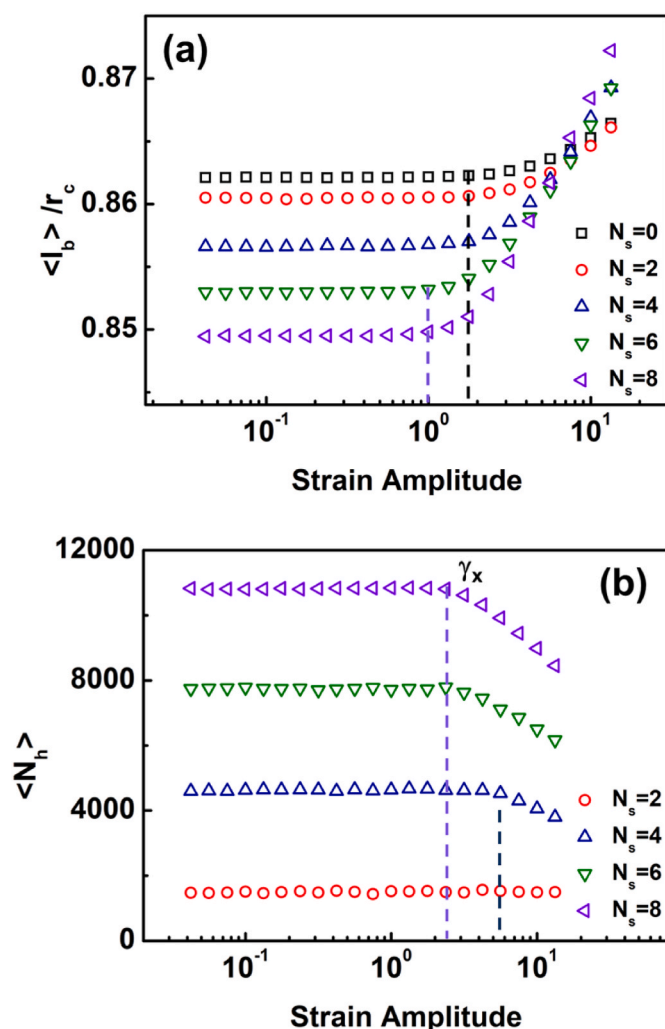 (a)
0.87
0.86
0.85
<l_b> /r_c
N_s=0
N_s=2
N_s=4
N_s=6
N_s=8
10^-1
10^0
10^1
Strain Amplitude
12000
8000
4000
0
<N_h>
γ_x
(b)
N_s=2
N_s=4
N_s=6
N_s=8
10^-1
10^0
10^1
Strain Amplitude